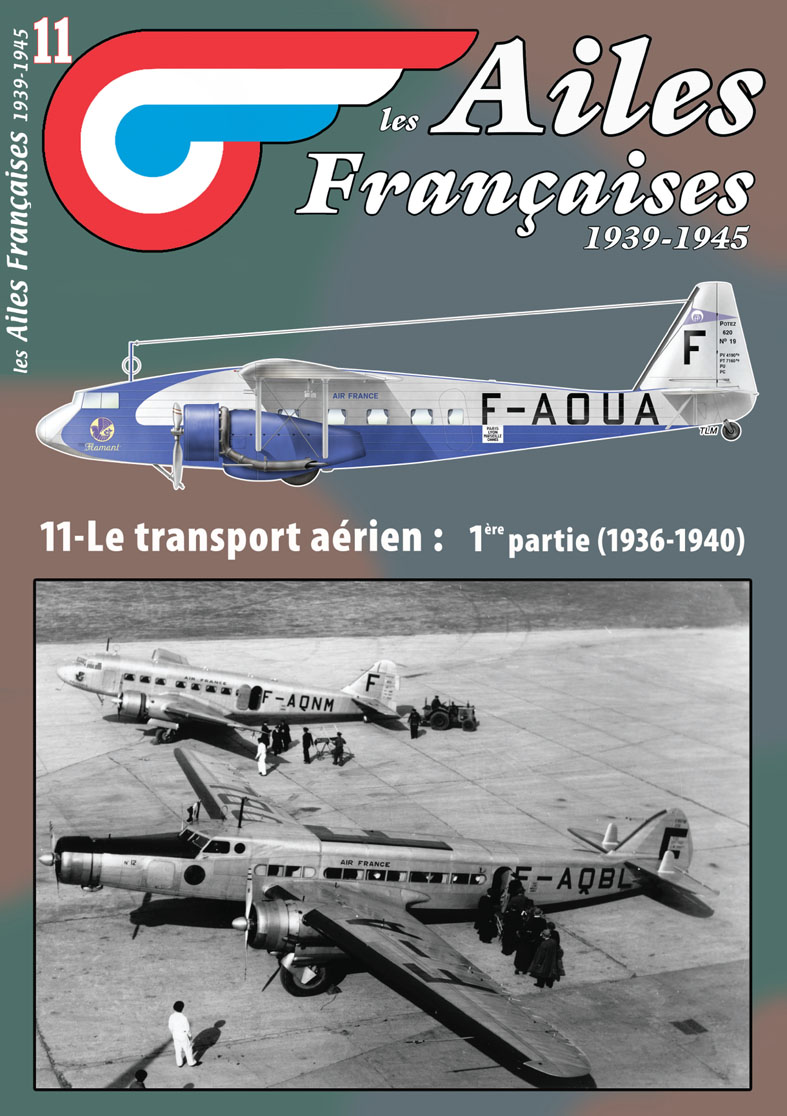 11
les Ailes Françaises 1939-1945
les Ailes
Françaises
1939-1945
POTEZ
620
N° 19
F
AIR FRANCE
F-AOUA
Flamant
TLM
11-Le transport aérien : 1ère partie (1936-1940)
AIR FRANCE
F-AQNM
F
N°12
AIR FRANCE
F-AQBL
F